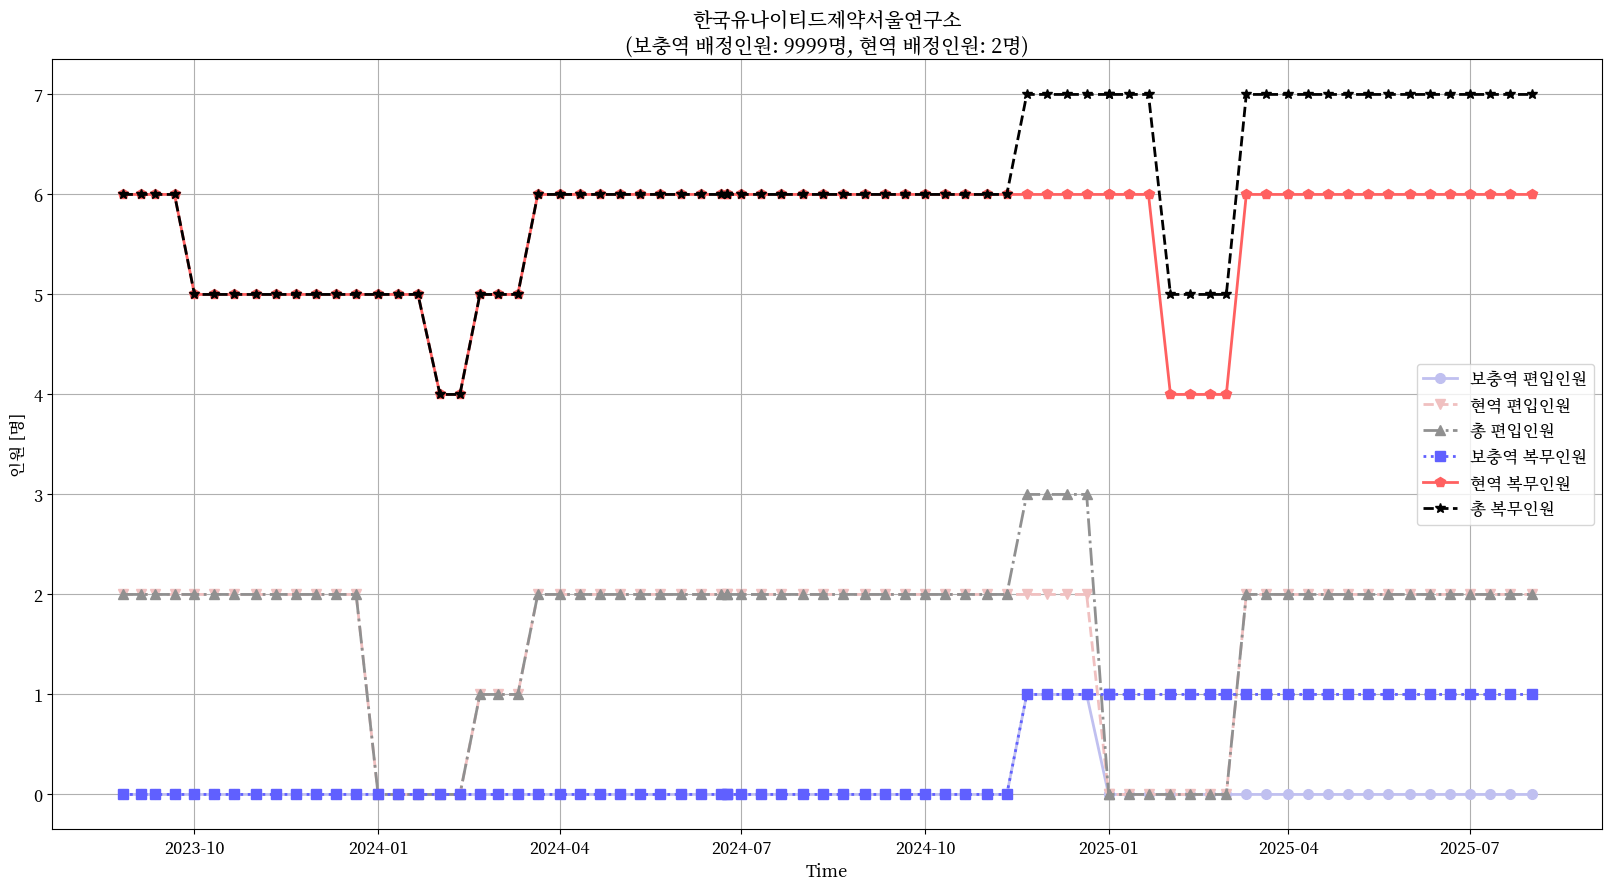 한국유나이티드제약서울연구소
(보충역 배정인원: 9999명, 현역 배정인원: 2명)
인원 [명]
7
6
5
4
3
2
1
0
보충역 편입인원
현역 편입인원
총 편입인원
보충역 복무인원
현역 복무인원
총 복무인원
2023-10
2024-01
2024-04
2024-07
2024-10
2025-01
2025-04
2025-07
Time